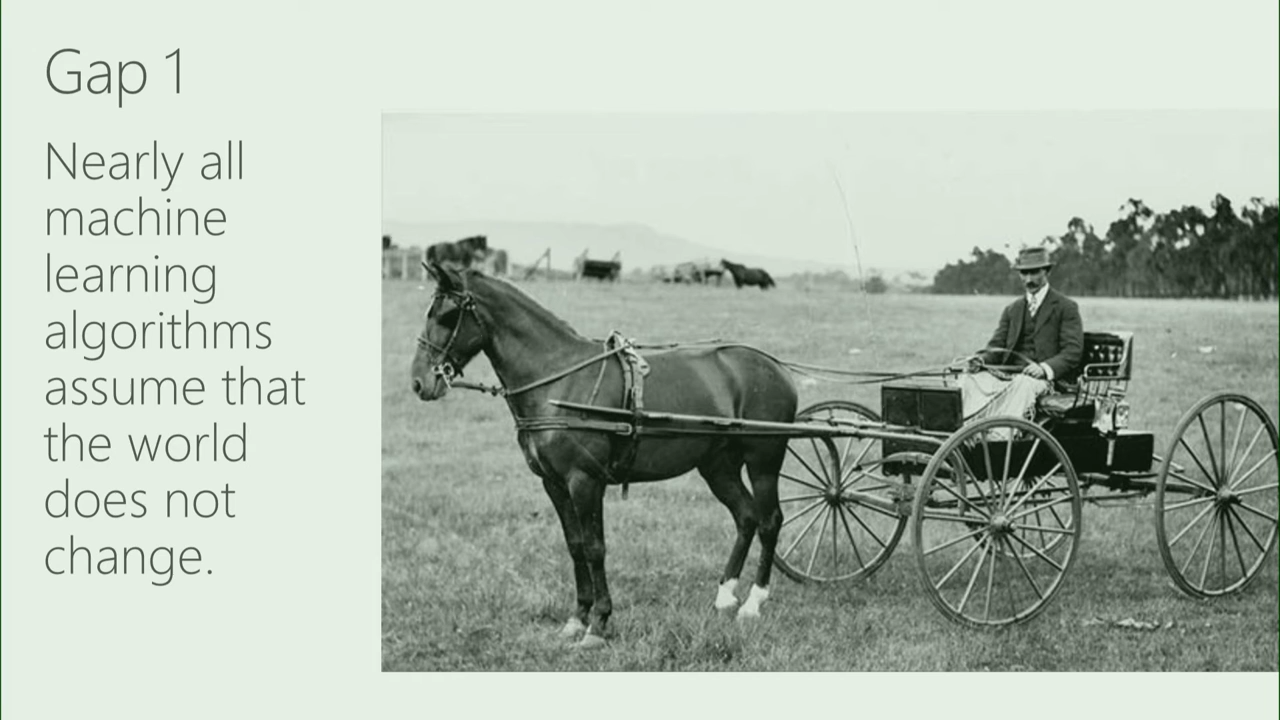 Gap 1
Nearly all
machine
learning
algorithms
assume that
the world
does not
change.